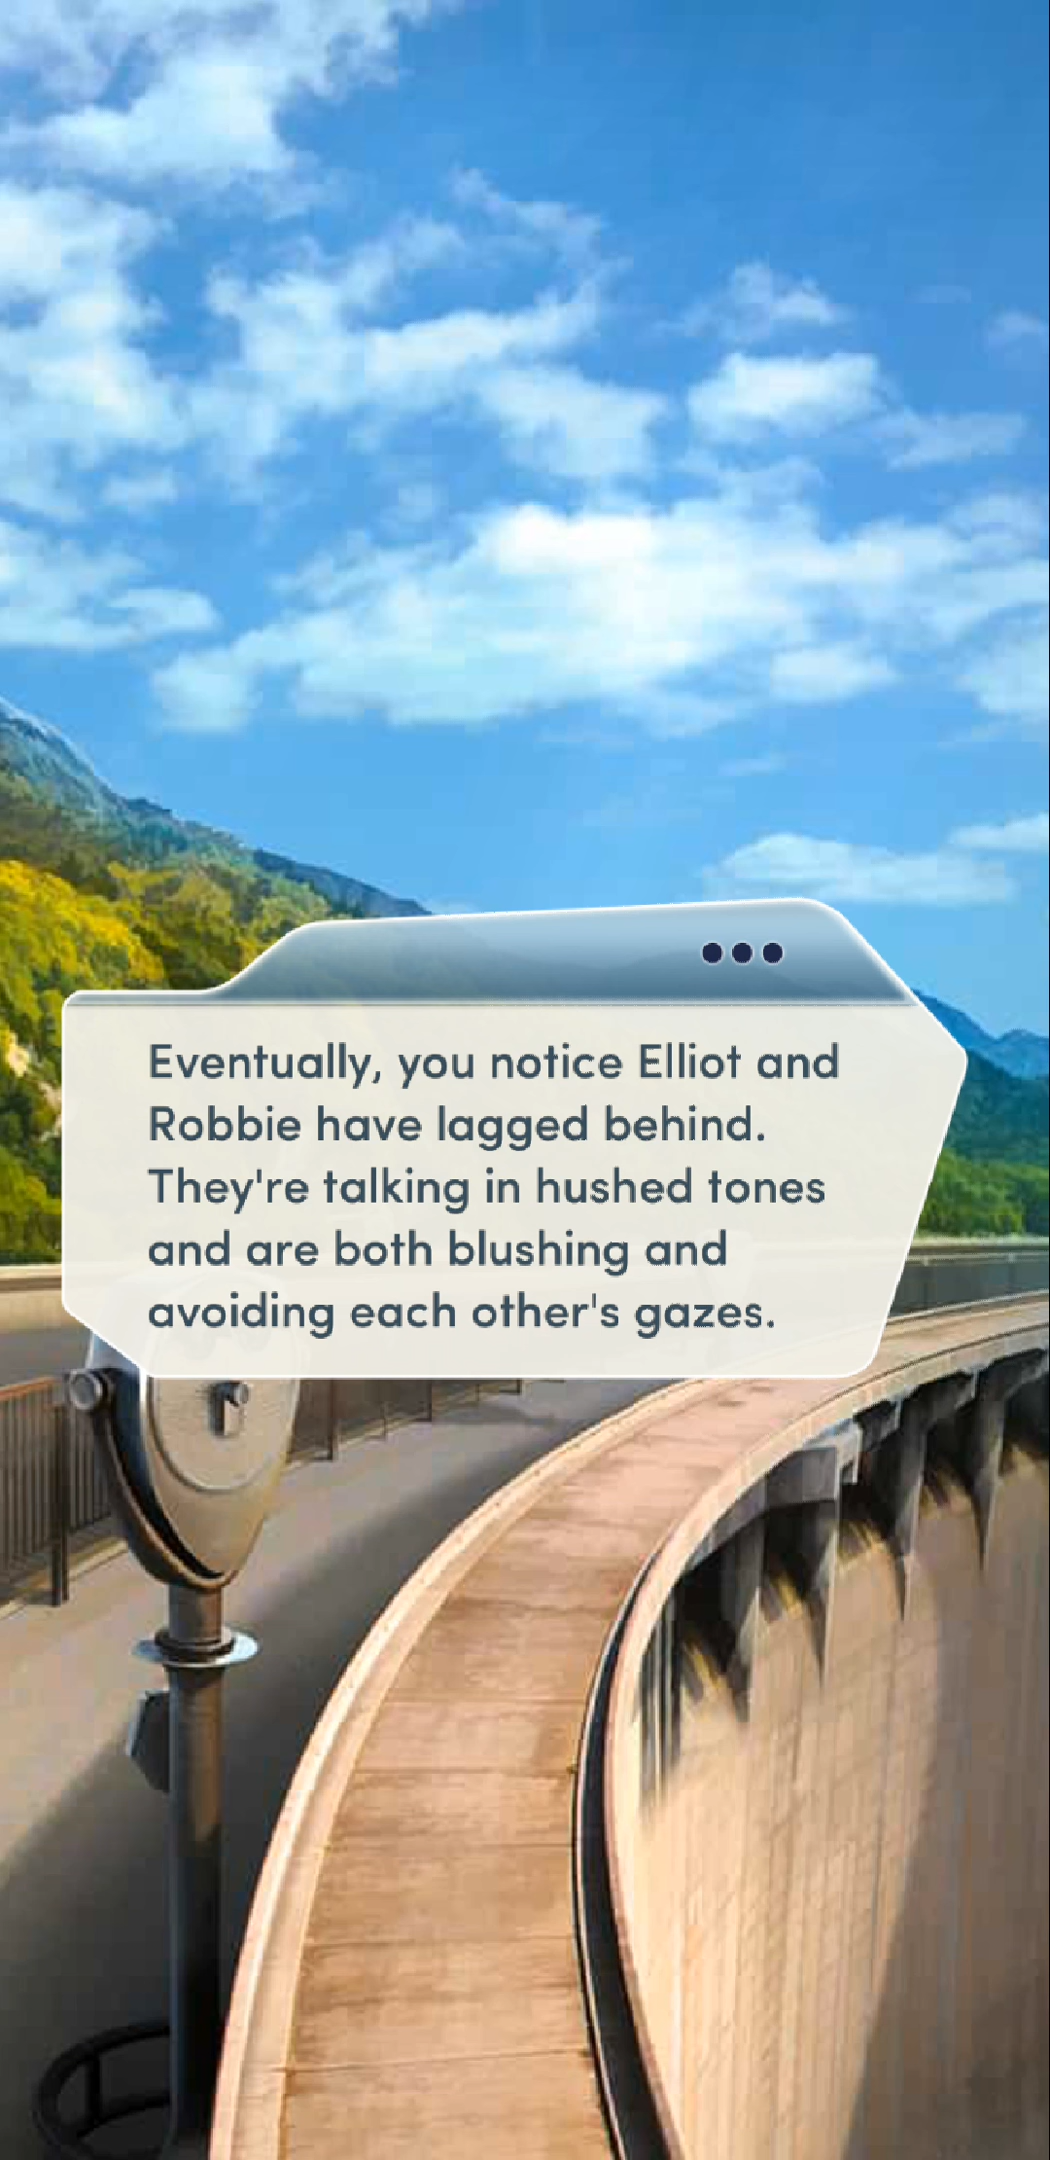 Eventually, you notice Elliot and
Robbie have lagged behind.
They're talking in hushed tones
and are both blushing and
avoiding each other's gazes.